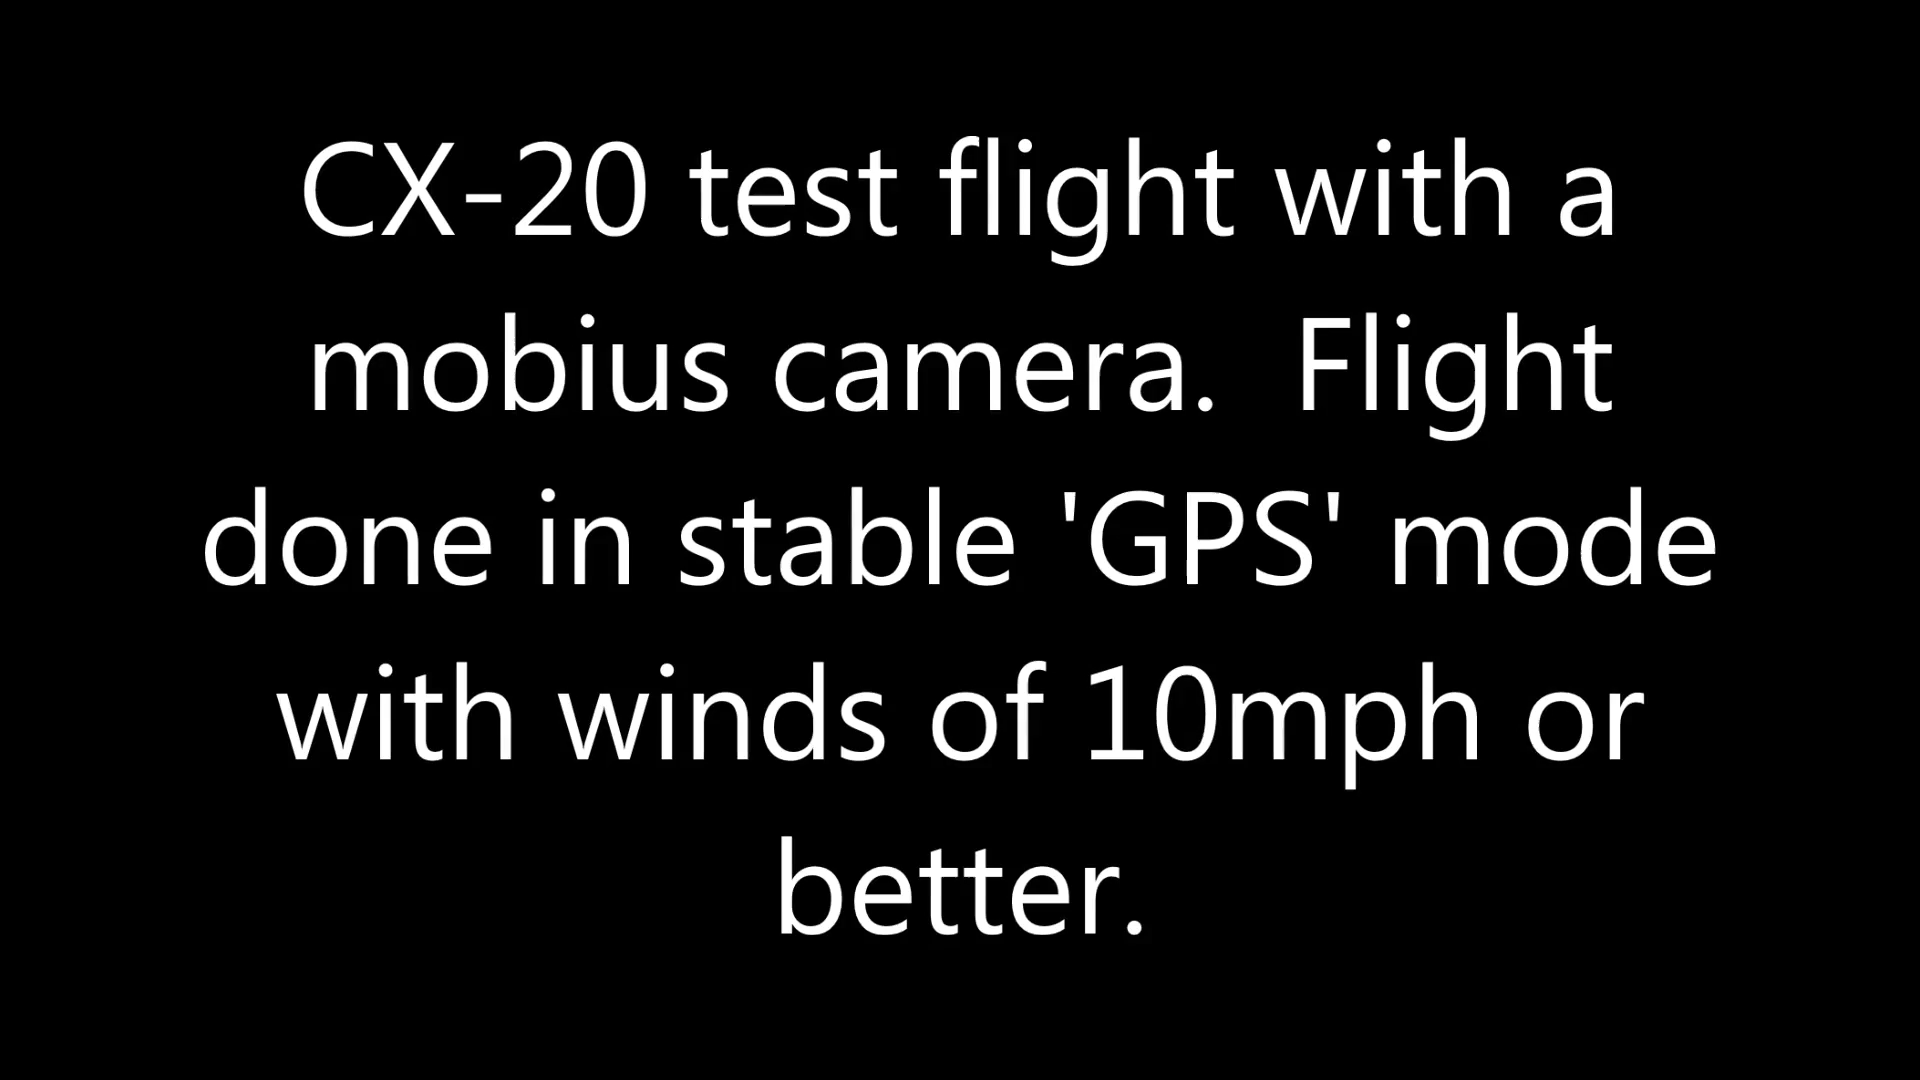 CX-20 test flight with a
mobius camera.  Flight
done in stable 'GPS' mode
with winds of 10mph or
better.